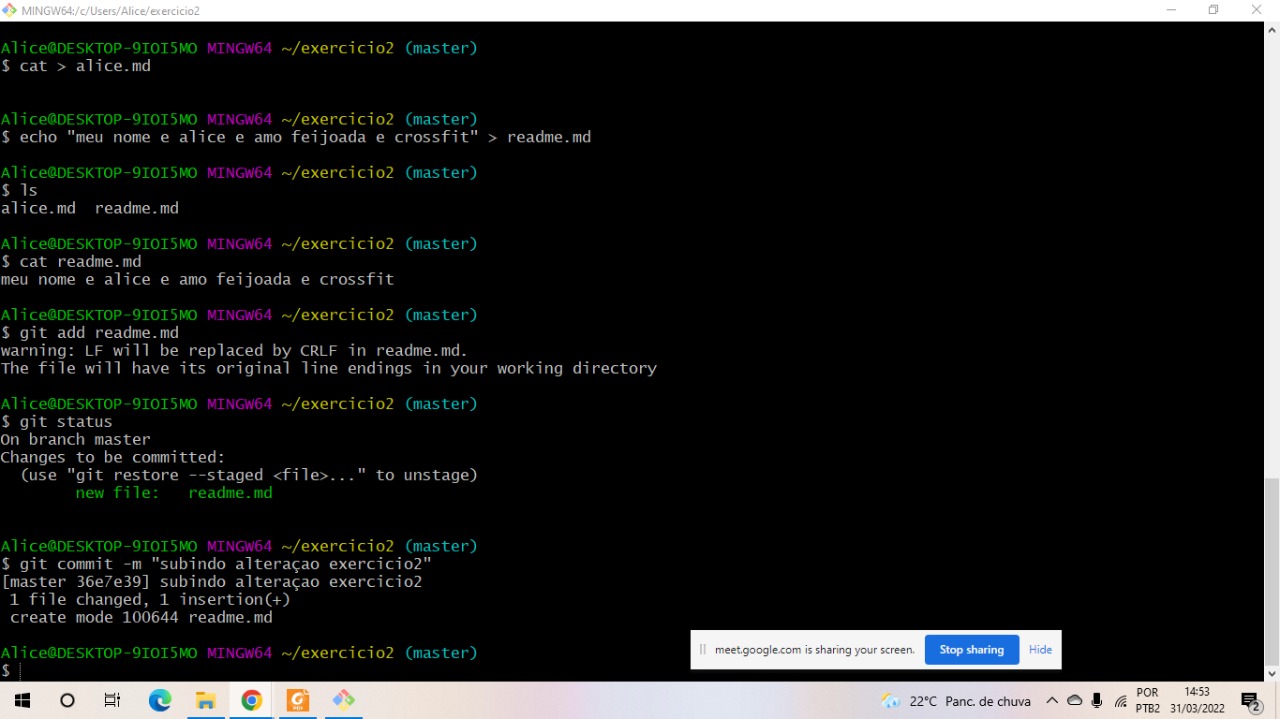 MINGW64:/c/Users/Alice/exercicio2
Alice@DESKTOP-9IOI5MO MINGW64 ~/exercicio2 (master)
$ cat > alice.md
Alice@DESKTOP-9IOI5MO MINGW64 ~/exercicio2 (master)
$ echo "meu nome e alice e amo feijoada e crossfit" > readme.md
Alice@DESKTOP-9IOI5MO MINGW64 ~/exercicio2 (master)
$ ls
alice.md  readme.md
Alice@DESKTOP-9IOI5MO MINGW64 ~/exercicio2 (master)
$ cat readme.md
meu nome e alice e amo feijoada e crossfit
Alice@DESKTOP-9IOI5MO MINGW64 ~/exercicio2 (master)
$ git add readme.md
warning: LF will be replaced by CRLF in readme.md.
The file will have its original line endings in your working directory
Alice@DESKTOP-9IOI5MO MINGW64 ~/exercicio2 (master)
$ git status
On branch master
Changes to be committed:
  (use "git restore --staged <file>..." to unstage)
        new file:   readme.md
Alice@DESKTOP-9IOI5MO MINGW64 ~/exercicio2 (master)
$ git commit -m "subindo alteraçao exercicio2"
[master 36e7e39] subindo alteraçao exercicio2
 1 file changed, 1 insertion(+)
 create mode 100644 readme.md
Alice@DESKTOP-9IOI5MO MINGW64 ~/exercicio2 (master)
$
meet.google.com is sharing your screen. Stop sharing Hide
22°C Panc. de chuva POR PTB2 14:53 31/03/2022 2